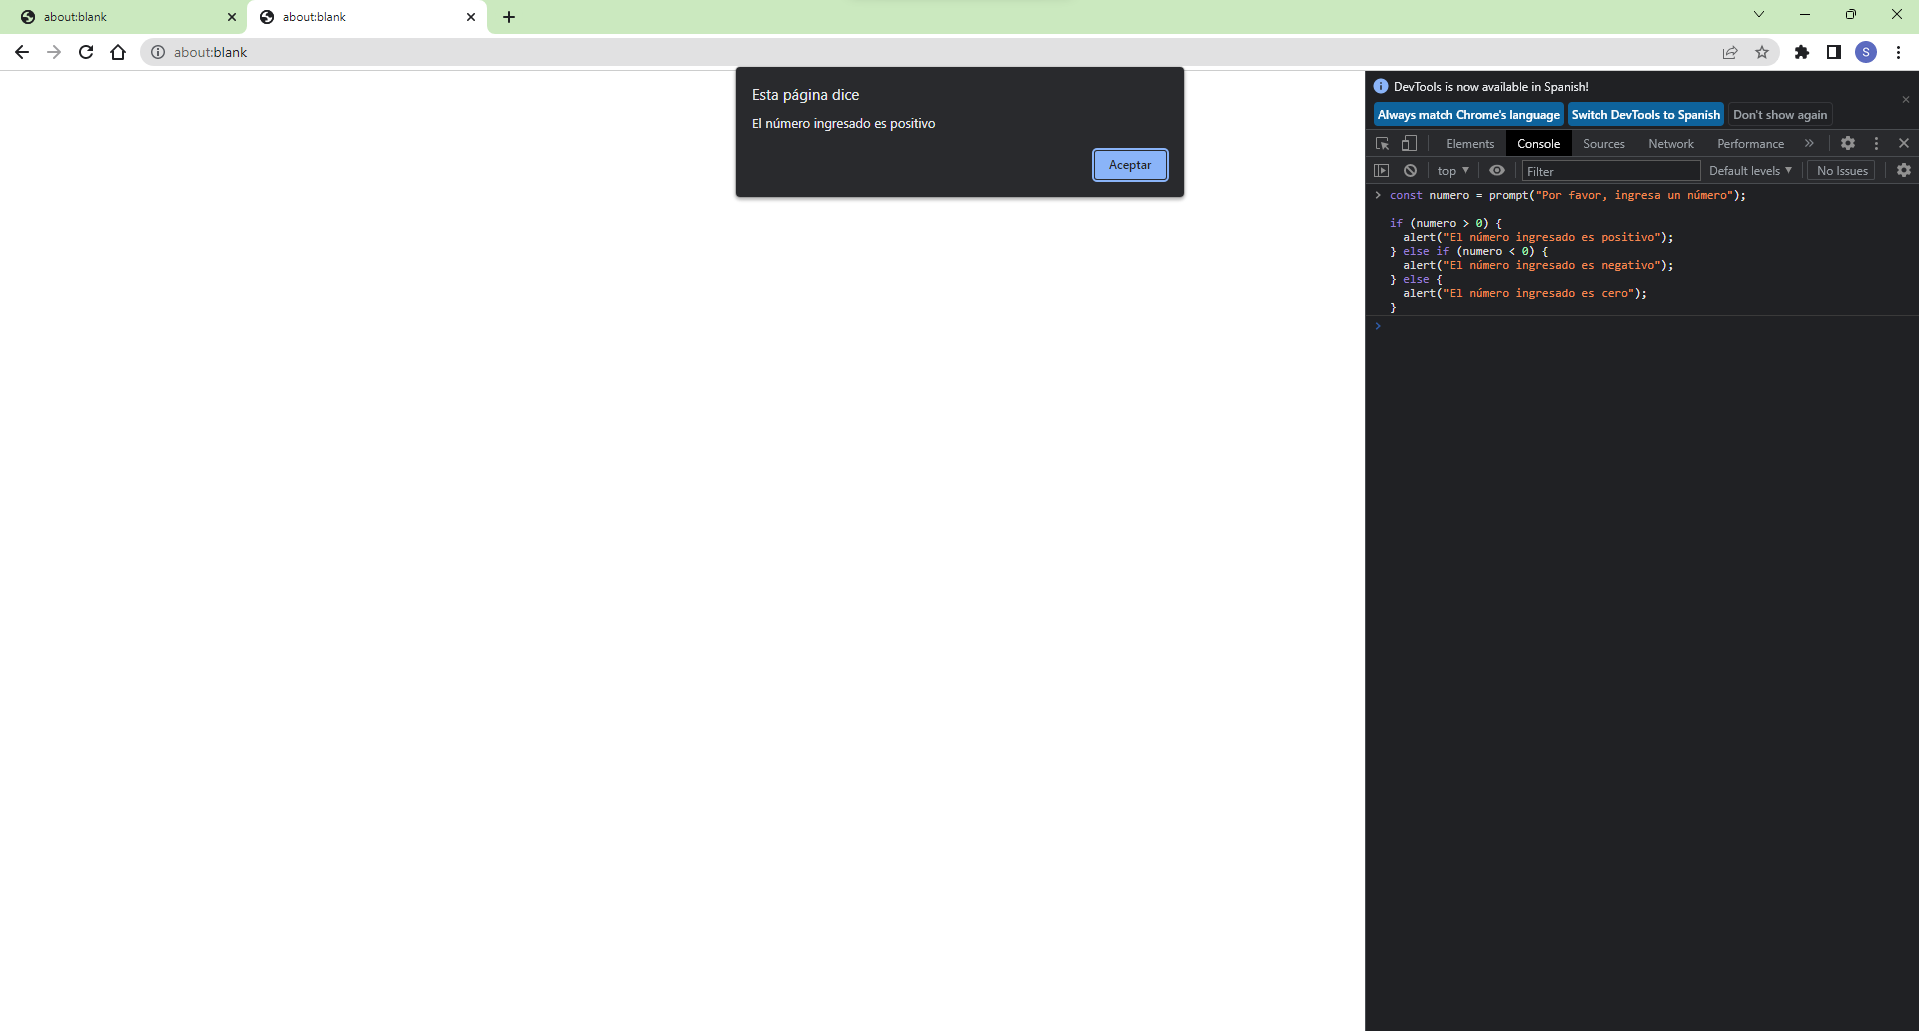 about:blank
about:blank
about:blank
S
Esta página dice
El número ingresado es positivo
Aceptar
DevTools is now available in Spanish!
Always match Chrome's language Switch DevTools to Spanish Don't show again
Elements Console Sources Network Performance »
top Filter Default levels No Issues
const numero = prompt("Por favor, ingresa un número");
if (numero > 0) {
alert("El número ingresado es positivo");
} else if (numero < 0) {
alert("El número ingresado es negativo");
} else {
alert("El número ingresado es cero");
}